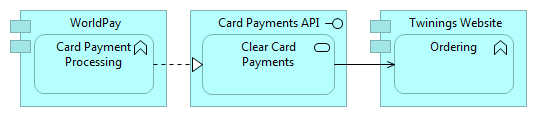 WorldPay
Card Payment
Processing
Card Payments API
Clear Card
Payments
Twinings Website
Ordering